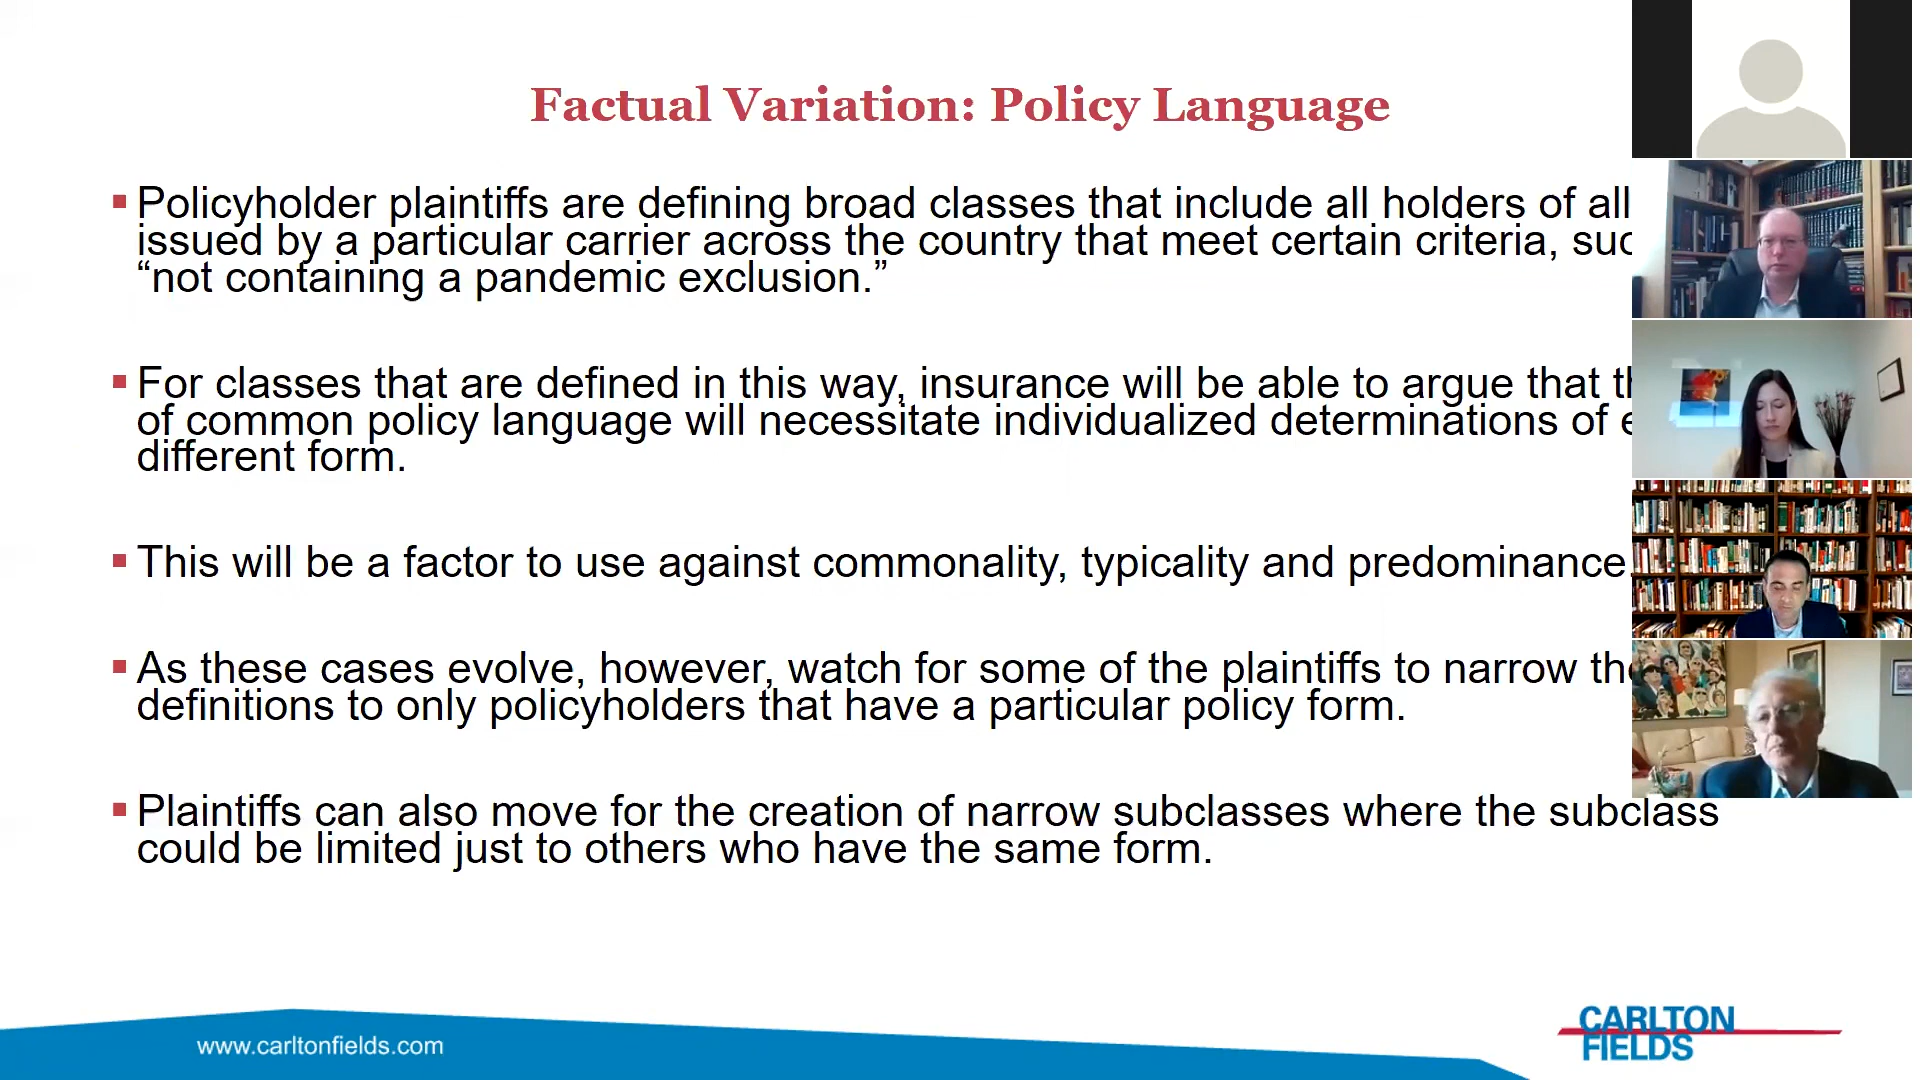 Factual Variation: Policy Language
▪ Policyholder plaintiffs are defining broad classes that include all holders of all
issued by a particular carrier across the country that meet certain criteria,
“not containing a pandemic exclusion.”
▪ For classes that are defined in this way, insurance will be able to argue that
of common policy language will necessitate individualized determinations of
different form.
▪ This will be a factor to use against commonality, typicality and predominance.
▪ As these cases evolve, however, watch for some of the plaintiffs to narrow
definitions to only policyholders that have a particular policy form.
▪ Plaintiffs can also move for the creation of narrow subclasses where the subclass
could be limited just to others who have the same form.
www.carltonfields.com
CARLTON
FIELDS